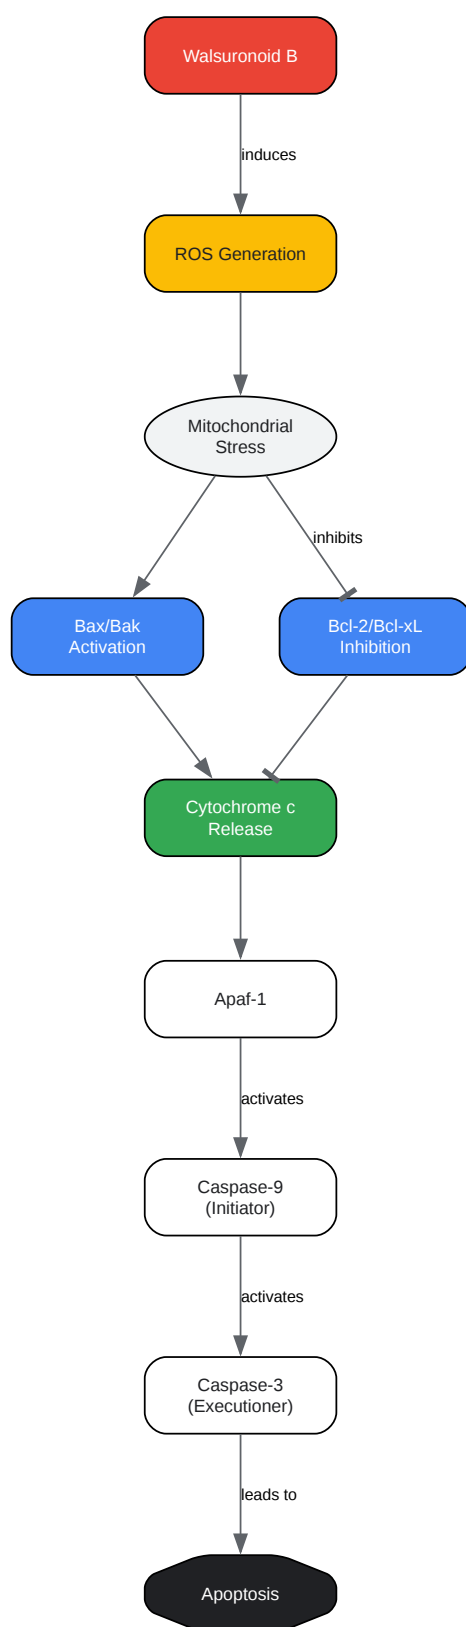 Walsuronoid B
induces
ROS Generation
Mitochondrial
Stress
inhibits
Bax/Bak
Activation
Bcl-2/Bcl-xL
Inhibition
Cytochrome c
Release
Apaf-1
activates
Caspase-9
(Initiator)
activates
Caspase-3
(Executioner)
leads to
Apoptosis